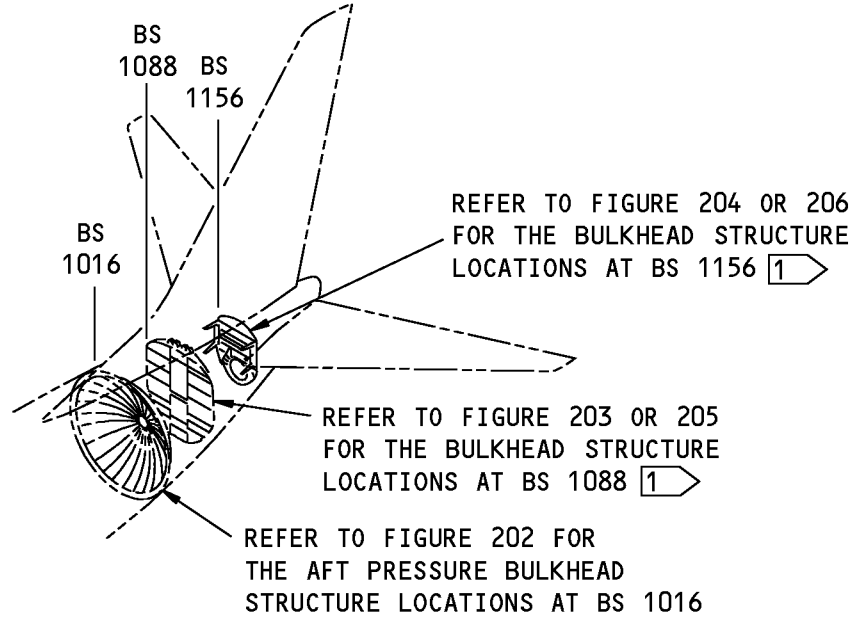 BS
1088
BS
1156
BS
1016
REFER TO FIGURE 204 OR 206
FOR THE BULKHEAD STRUCTURE
LOCATIONS AT BS 1156 1
REFER TO FIGURE 203 OR 205
FOR THE BULKHEAD STRUCTURE
LOCATIONS AT BS 1088 1
REFER TO FIGURE 202 FOR
THE AFT PRESSURE BULKHEAD
STRUCTURE LOCATIONS AT BS 1016